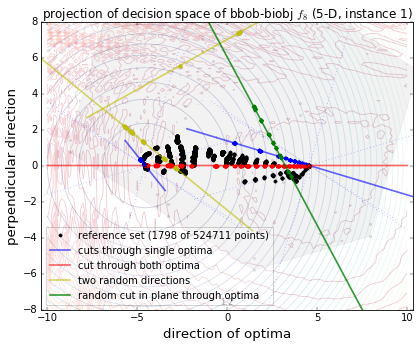 projection of decision space of bbob-biobj f₈ (5-D, instance 1)
8
6
4
2
0
−2
−4
−6
−8
perpendicular direction
reference set (1798 of 524711 points)
cuts through single optima
cut through both optima
two random directions
random cut in plane through optima
−10
−5
0
5
10
direction of optima